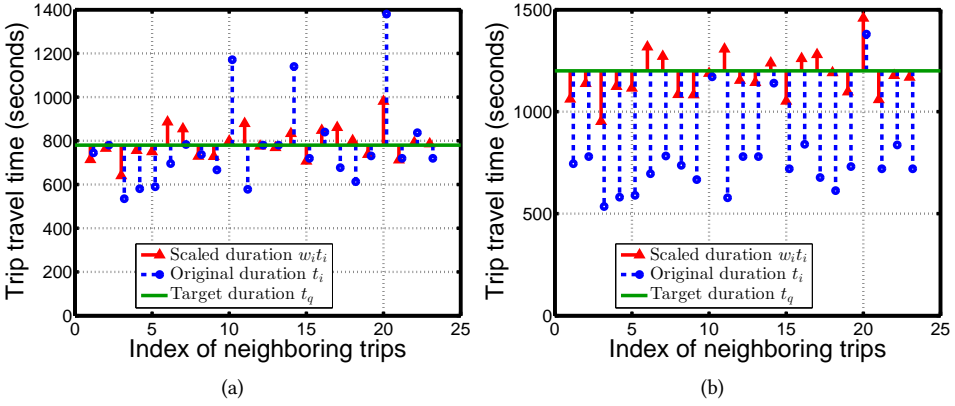 1400
1200
1000
800
600
400
200
0
0 5 10 15 20 25
Trip travel time (seconds)
Index of neighboring trips
Scaled duration w_i t_i
Original duration t_i
Target duration t_q
(a)
1500
1000
500
0
0 5 10 15 20 25
Trip travel time (seconds)
Index of neighboring trips
Scaled duration w_i t_i
Original duration t_i
Target duration t_q
(b)